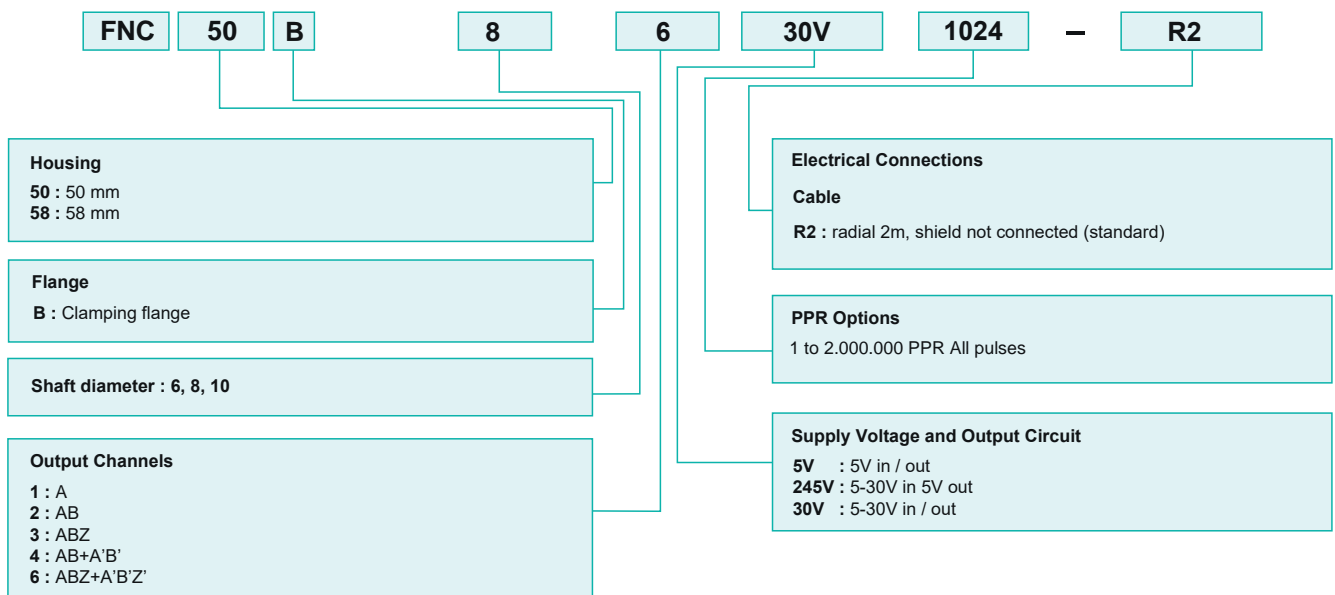 FNC 50 B 8 6 30V 1024 – R2
Housing
50 : 50 mm
58 : 58 mm
Flange
B : Clamping flange
Shaft diameter : 6, 8, 10
Output Channels
1 : A
2 : AB
3 : ABZ
4 : AB+A’B’
6 : ABZ+A’B’Z’
Electrical Connections
Cable
R2 : radial 2m, shield not connected (standard)
PPR Options
1 to 2.000.000 PPR All pulses
Supply Voltage and Output Circuit
5V : 5V in / out
245V : 5-30V in 5V out
30V : 5-30V in / out